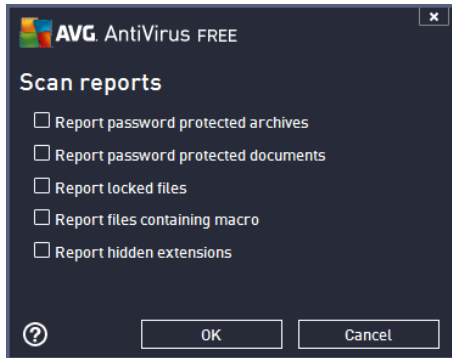 AVG. AntiVirus FREE
Scan reports
Report password protected archives
Report password protected documents
Report locked files
Report files containing macro
Report hidden extensions
? OK Cancel